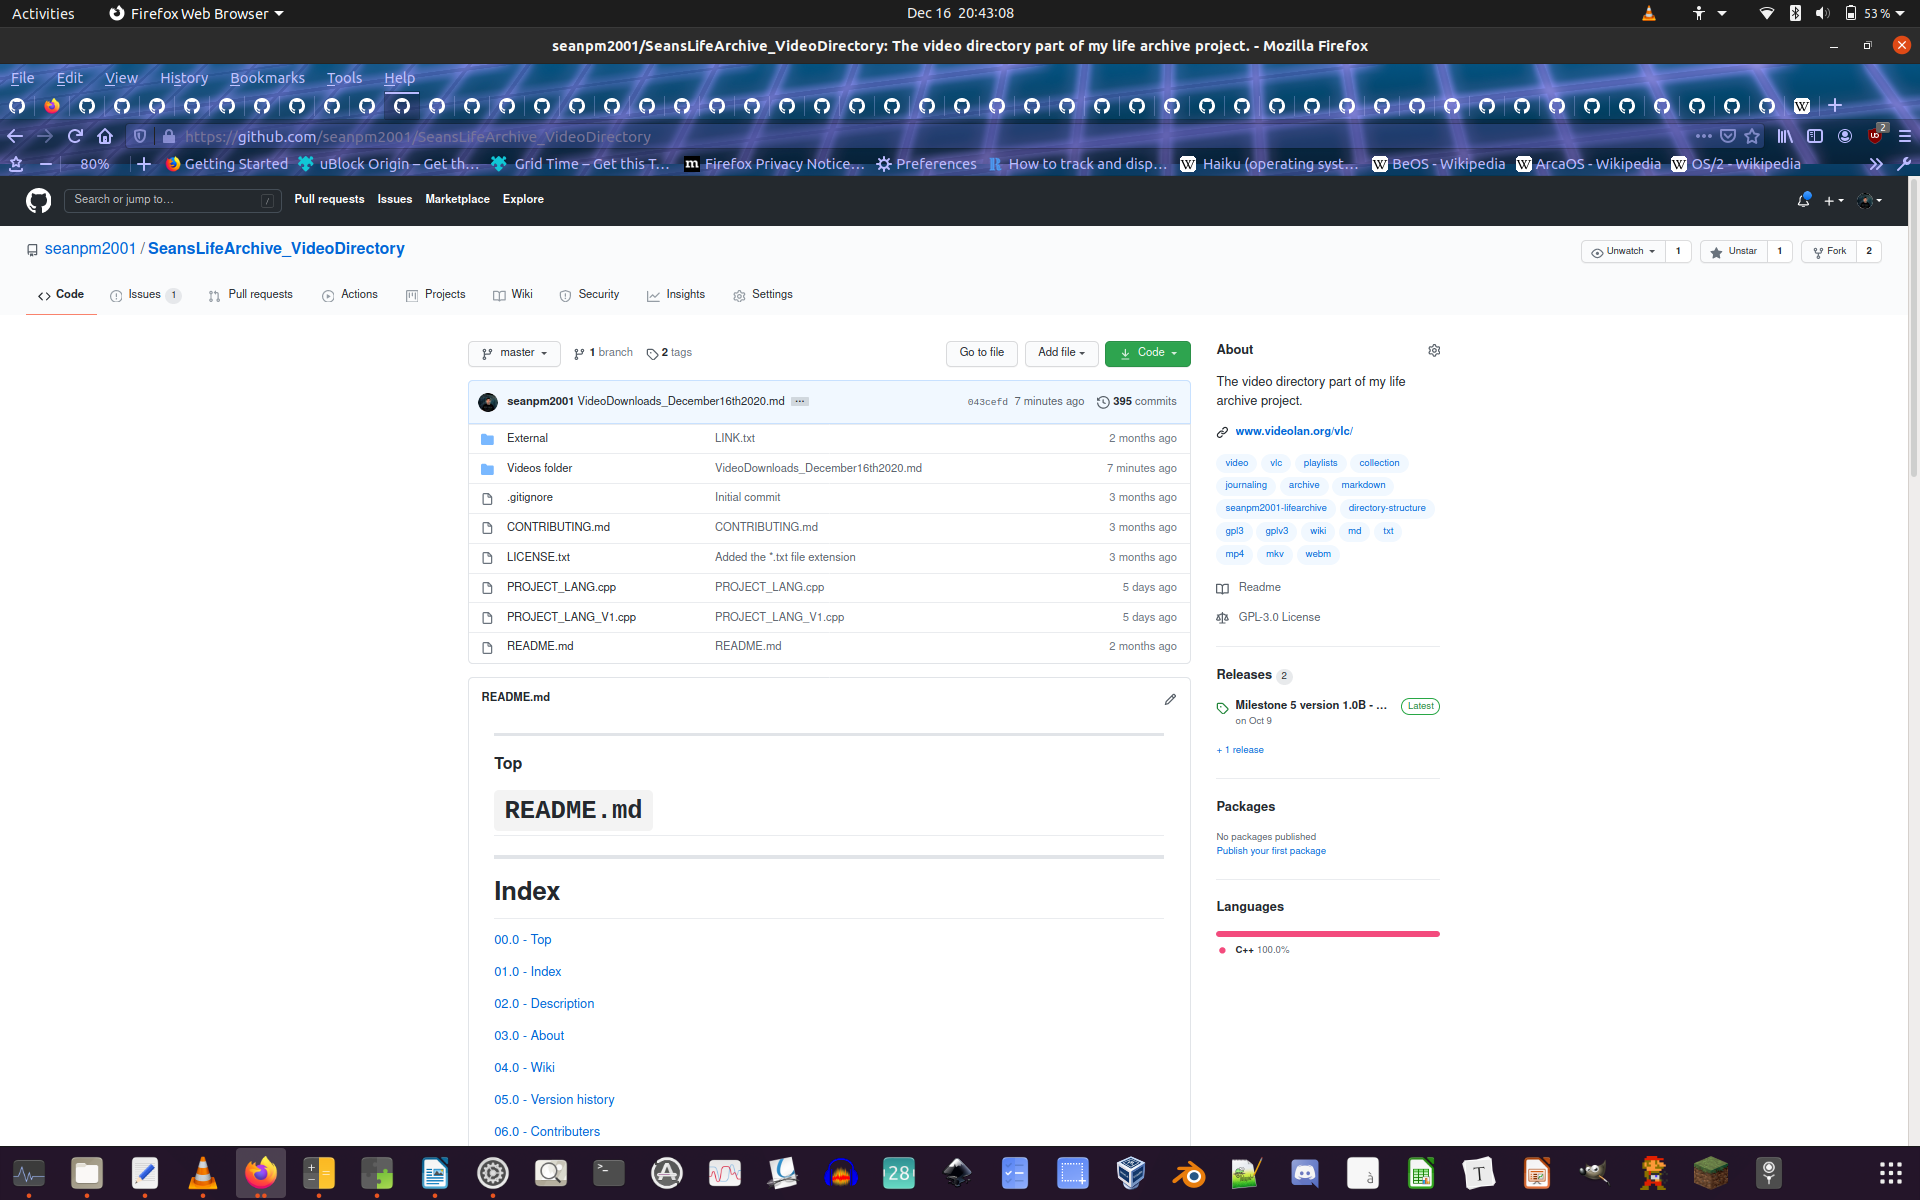 Activities Firefox Web Browser Dec 16 20:43:08 53 %
seanpm2001/SeansLifeArchive_VideoDirectory: The video directory part of my life archive project. - Mozilla Firefox
File Edit View History Bookmarks Tools Help
https://github.com/seanpm2001/SeansLifeArchive_VideoDirectory 2
80% Getting Started uBlock Origin – Get th… Grid Time – Get this T… Firefox Privacy Notice… Preferences How to track and disp… Haiku (operating syst… BeOS - Wikipedia ArcaOS - Wikipedia OS/2 - Wikipedia
Search or jump to… / Pull requests Issues Marketplace Explore
seanpm2001 / SeansLifeArchive_VideoDirectory Unwatch 1 Unstar 1 Fork 2
Code Issues 1 Pull requests Actions Projects Wiki Security Insights Settings
master 1 branch 2 tags Go to file Add file Code
seanpm2001 VideoDownloads_December16th2020.md ... 043cefd 7 minutes ago 395 commits
External LINK.txt 2 months ago
Videos folder VideoDownloads_December16th2020.md 7 minutes ago
.gitignore Initial commit 3 months ago
CONTRIBUTING.md CONTRIBUTING.md 3 months ago
LICENSE.txt Added the *.txt file extension 3 months ago
PROJECT_LANG.cpp PROJECT_LANG.cpp 5 days ago
PROJECT_LANG_V1.cpp PROJECT_LANG_V1.cpp 5 days ago
README.md README.md 2 months ago
README.md
Top
README.md
Index
00.0 - Top
01.0 - Index
02.0 - Description
03.0 - About
04.0 - Wiki
05.0 - Version history
06.0 - Contributers
About
The video directory part of my life
archive project.
www.videolan.org/vlc/
video vlc playlists collection
journaling archive markdown
seanpm2001-lifearchive directory-structure
gpl3 gplv3 wiki md txt
mp4 mkv webm
Readme
GPL-3.0 License
Releases 2
Milestone 5 version 1.0B - ... Latest
on Oct 9
+ 1 release
Packages
No packages published
Publish your first package
Languages
C++ 100.0%
28